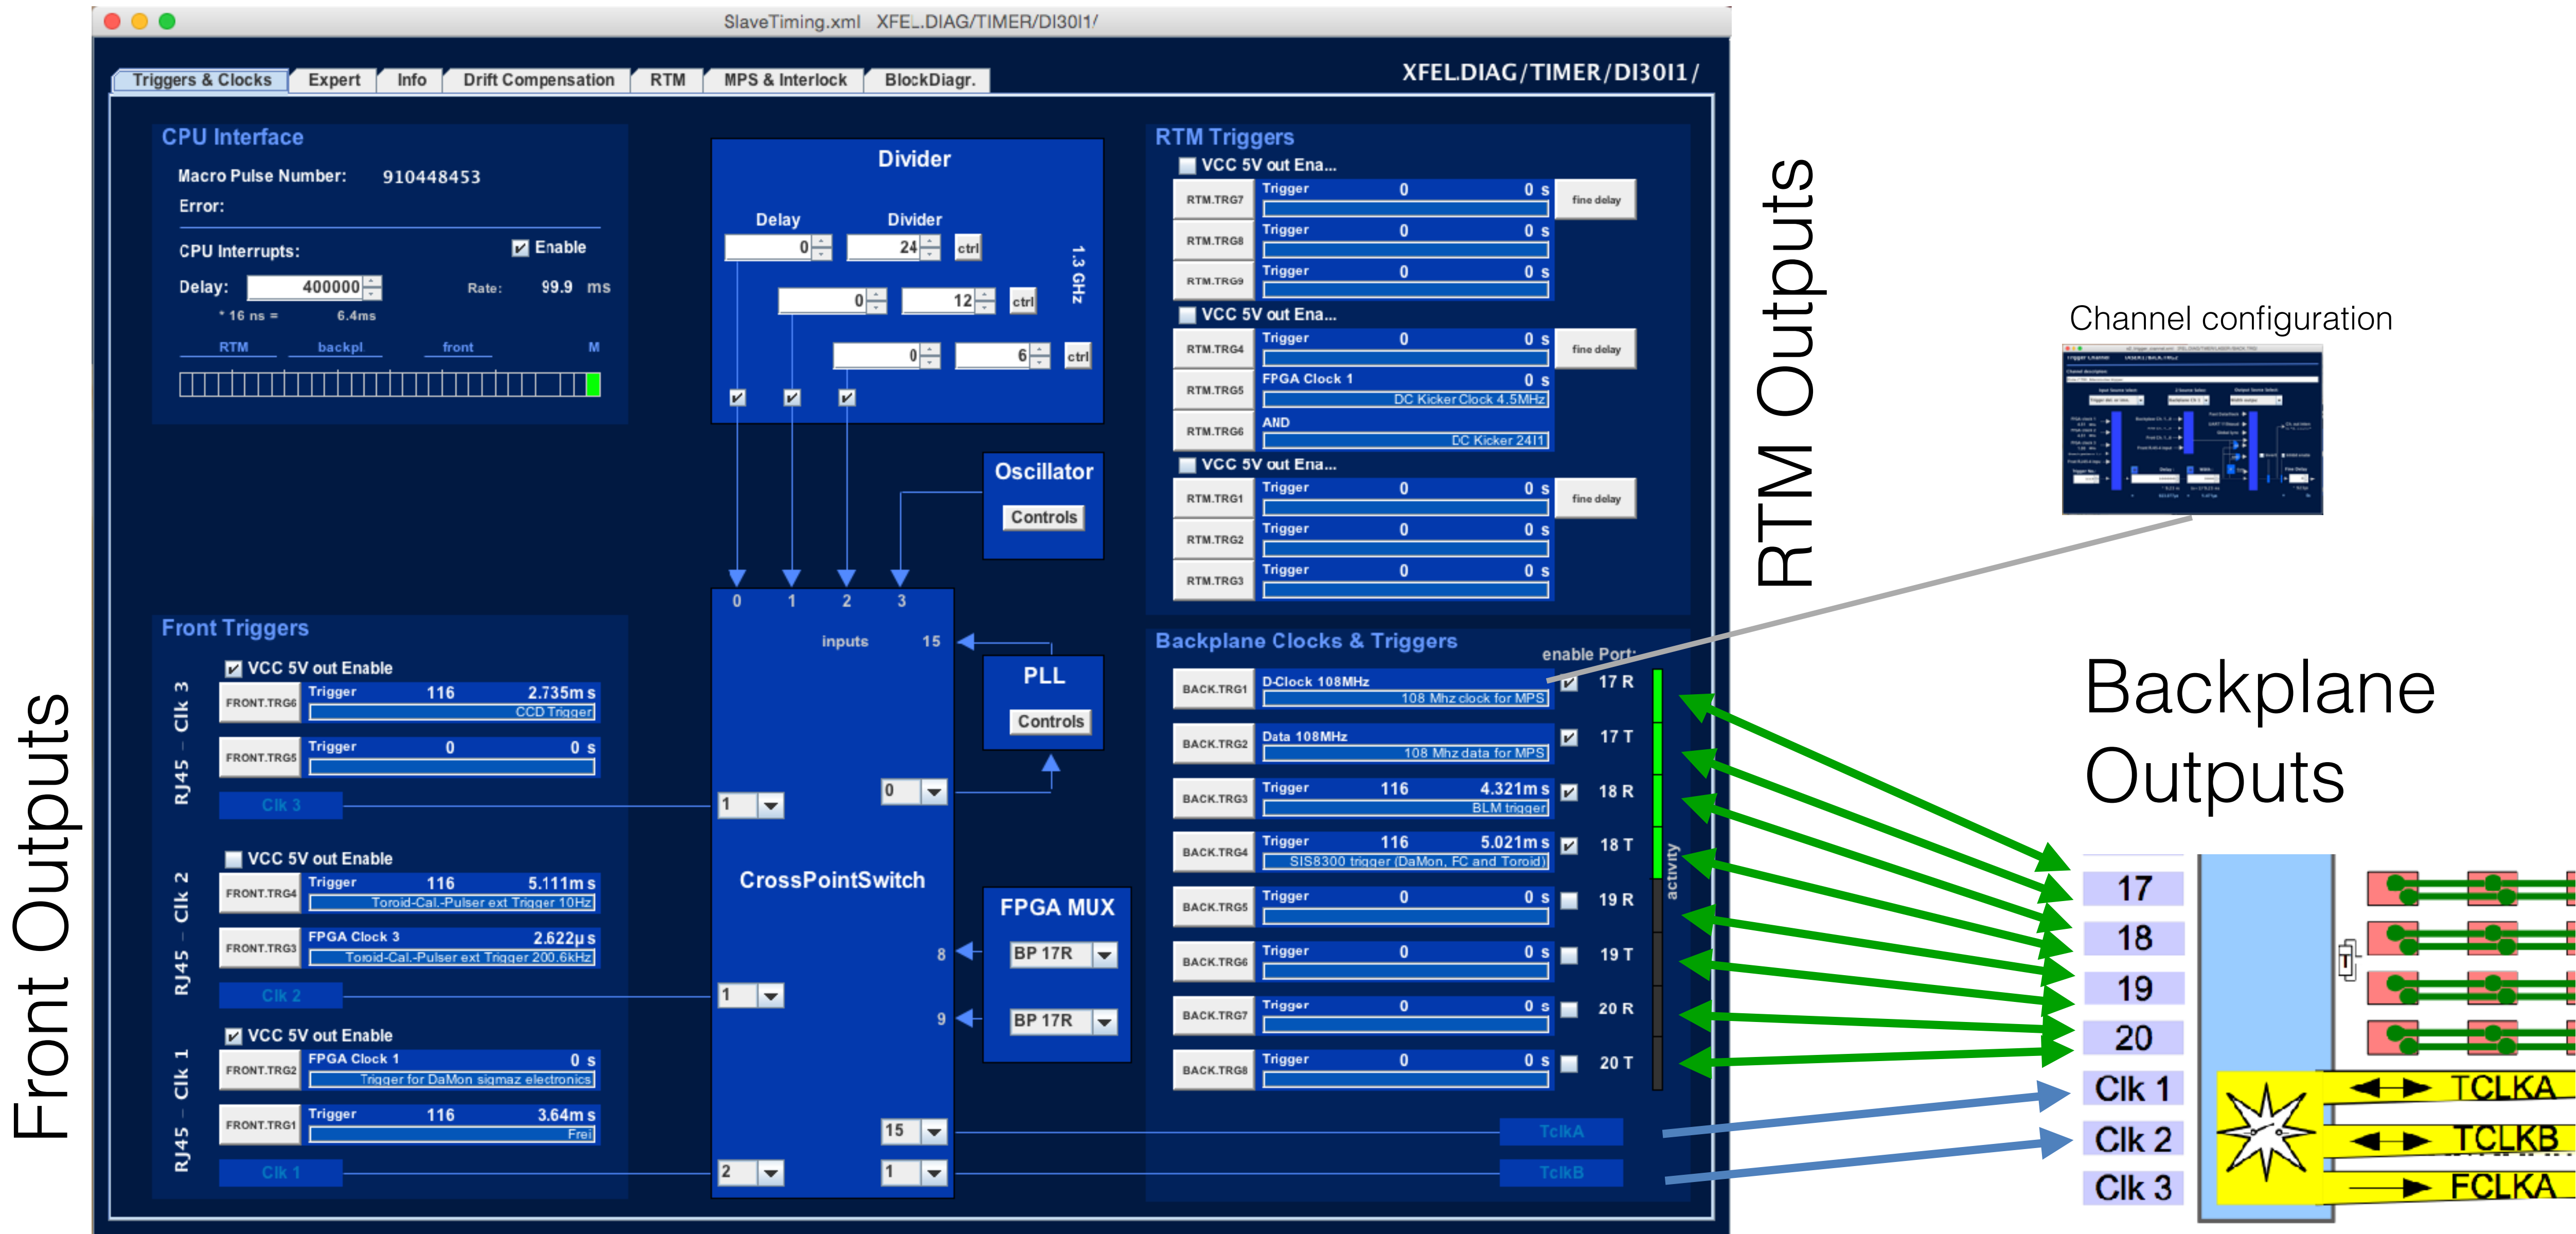 SlaveTiming.xml XFEL.DIAG/TIMER/DI30I1/
Triggers & Clocks
Expert
Info
Drift Compensation
RTM
MPS & Interlock
BlockDiagr.
XFEL.DIAG/TIMER/DI30I1/
CPU Interface
Macro Pulse Number: 910448453
Error:
CPU Interrupts: Enable
Delay: 400000 Rate: 99.9 ms
* 16 ns = 6.4ms
RTM backpl. front M
Divider
Delay Divider
0 24 ctrl
0 12 ctrl
0 6 ctrl
1.3 GHz
Oscillator
Controls
0 1 2 3
inputs 15
PLL
Controls
0
1
CrossPointSwitch
FPGA MUX
8 BP 17R
1
9 BP 17R
15
2 1
Front Outputs
Front Triggers
RJ45 - Clk 3
VCC 5V out Enable
FRONT.TRG6 Trigger 116 2.735ms
CCD Trigger
FRONT.TRG5 Trigger 0 0 s
Clk 3
RJ45 - Clk 2
VCC 5V out Enable
FRONT.TRG4 Trigger 116 5.111ms
Toroid-Cal.-Pulser ext Trigger 10Hz
FRONT.TRG3 FPGA Clock 3 2.622µs
Toroid-Cal.-Pulser ext Trigger 200.6kHz
Clk 2
RJ45 - Clk 1
VCC 5V out Enable
FRONT.TRG2 FPGA Clock 1 0 s
Trigger for DaMon sigmaz electronics
FRONT.TRG1 Trigger 116 3.64ms
Frei
Clk 1
RTM Triggers
VCC 5V out Ena...
RTM.TRG7 Trigger 0 0 s fine delay
RTM.TRG8 Trigger 0 0 s
RTM.TRG9 Trigger 0 0 s
VCC 5V out Ena...
RTM.TRG4 Trigger 0 0 s fine delay
RTM.TRG5 FPGA Clock 1 0 s
DC Kicker Clock 4.5MHz
RTM.TRG6 AND
DC Kicker 24I1
VCC 5V out Ena...
RTM.TRG1 Trigger 0 0 s fine delay
RTM.TRG2 Trigger 0 0 s
RTM.TRG3 Trigger 0 0 s
RTM Outputs
Backplane Clocks & Triggers
enable Port:
BACK.TRG1 D-Clock 108MHz 17 R
108 Mhz clock for MPS
BACK.TRG2 Data 108MHz 17 T
108 Mhz data for MPS
BACK.TRG3 Trigger 116 4.321ms 18 R
BLM trigger
BACK.TRG4 Trigger 116 5.021ms 18 T
SIS8300 trigger (DaMon, FC and Toroid)
BACK.TRG5 Trigger 0 0 s 19 R
BACK.TRG6 Trigger 0 0 s 19 T
BACK.TRG7 Trigger 0 0 s 20 R
BACK.TRG8 Trigger 0 0 s 20 T
activity
TclkA
TclkB
Channel configuration
Trigger Channel
Channel description
Backplane
Outputs
17
18
19
20
Clk 1
Clk 2
Clk 3
T
TCLKA
TCLKB
FCLKA